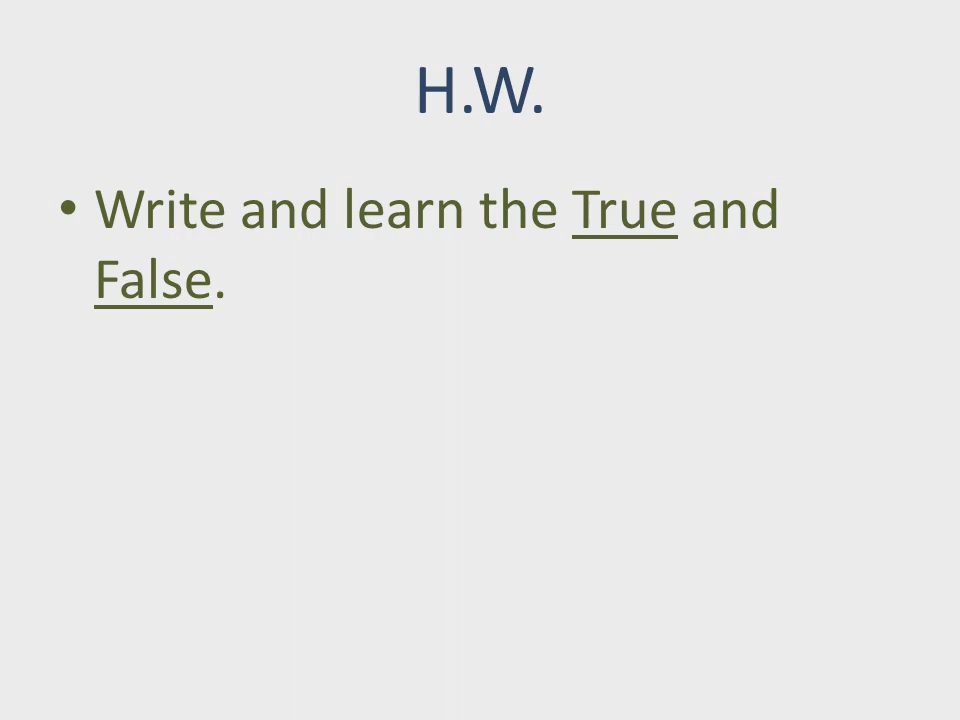 H.W.
• Write and learn the True and
False.